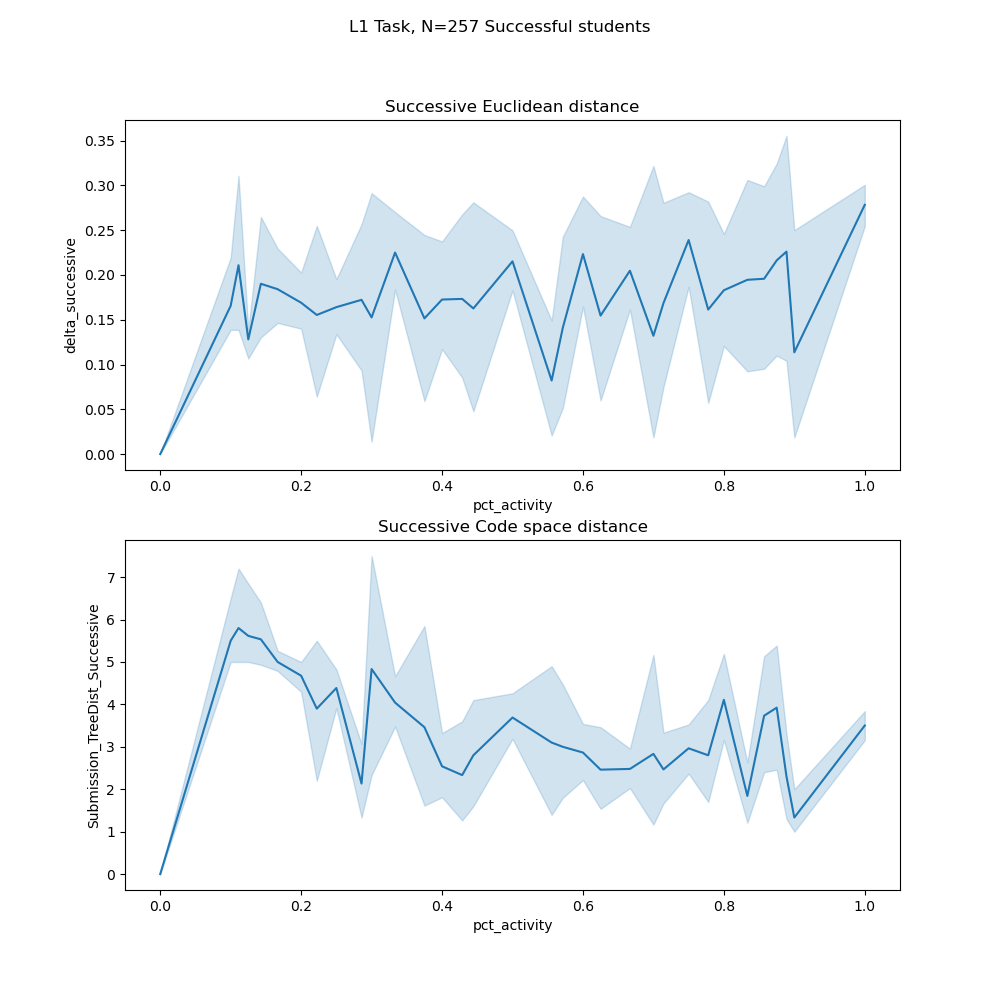 L1 Task, N=257 Successful students
Successive Euclidean distance
0.35
0.30
0.25
0.20
0.15
0.10
0.05
0.00
delta_successive
0.0 0.2 0.4 0.6 0.8 1.0
pct_activity
Successive Code space distance
7
6
5
4
3
2
1
0
Submission_TreeDist_Successive
0.0 0.2 0.4 0.6 0.8 1.0
pct_activity